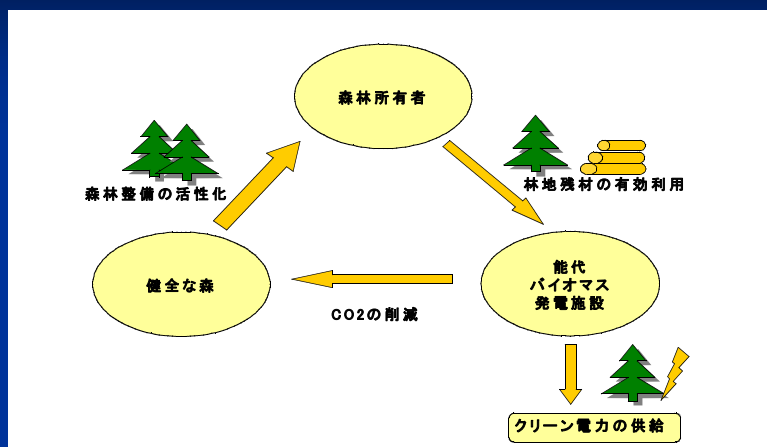 森林所有者
森林整備の活性化
林地残材の有効利用
健全な森
能代
バイオマス
発電施設
CO2の削減
クリーン電力の供給